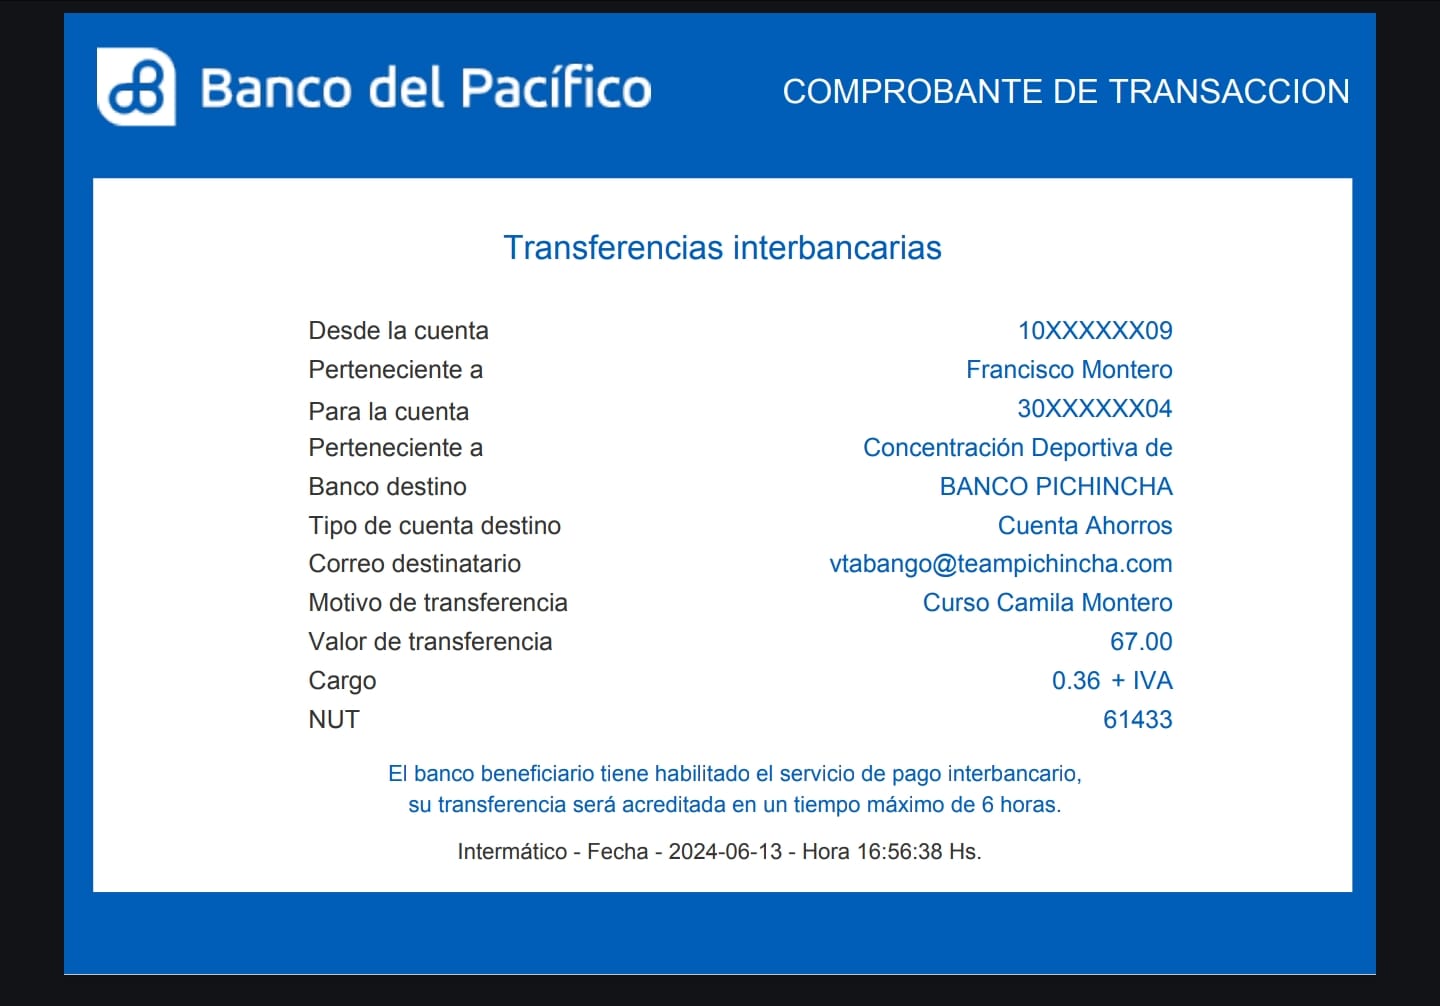 Banco del Pacífico
COMPROBANTE DE TRANSACCION
Transferencias interbancarias
Desde la cuenta 10XXXXXX09
Perteneciente a Francisco Montero
Para la cuenta 30XXXXXX04
Perteneciente a Concentración Deportiva de
Banco destino BANCO PICHINCHA
Tipo de cuenta destino Cuenta Ahorros
Correo destinatario vtabango@teampichincha.com
Motivo de transferencia Curso Camila Montero
Valor de transferencia 67.00
Cargo 0.36 + IVA
NUT 61433
El banco beneficiario tiene habilitado el servicio de pago interbancario,
su transferencia será acreditada en un tiempo máximo de 6 horas.
Intermático - Fecha - 2024-06-13 - Hora 16:56:38 Hs.